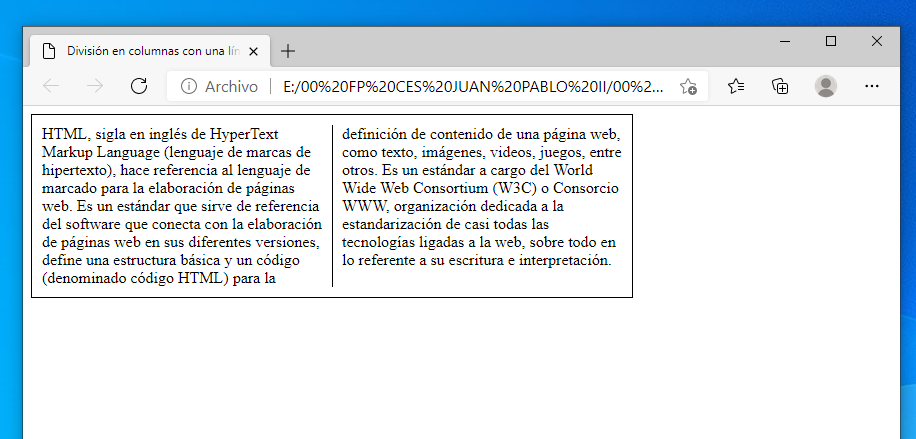 División en columnas con una lín
Archivo
E:/00%20FP%20CES%20JUAN%20PABLO%20II/00%2...
HTML, sigla en inglés de HyperText
Markup Language (lenguaje de marcas de
hipertexto), hace referencia al lenguaje de
marcado para la elaboración de páginas
web. Es un estándar que sirve de referencia
del software que conecta con la elaboración
de páginas web en sus diferentes versiones,
define una estructura básica y un código
(denominado código HTML) para la
definición de contenido de una página web,
como texto, imágenes, videos, juegos, entre
otros. Es un estándar a cargo del World
Wide Web Consortium (W3C) o Consorcio
WWW, organización dedicada a la
estandarización de casi todas las
tecnologías ligadas a la web, sobre todo en
lo referente a su escritura e interpretación.